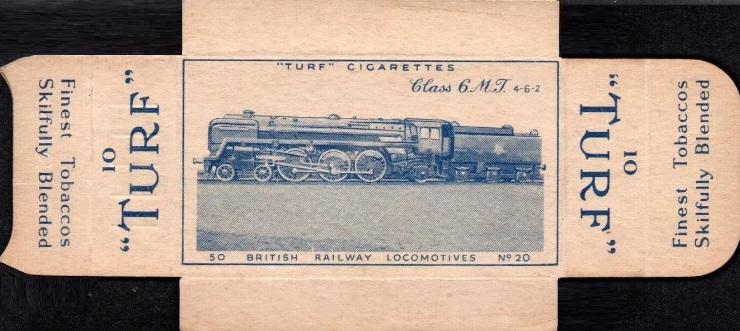 Finest Tobaccos
Skilfully Blended
10
"TURF"
"TURF" CIGARETTES
Class 6.M.T. 4-6-2
50 BRITISH RAILWAY LOCOMOTIVES Nº 20
"TURF"
10
Finest Tobaccos
Skilfully Blended